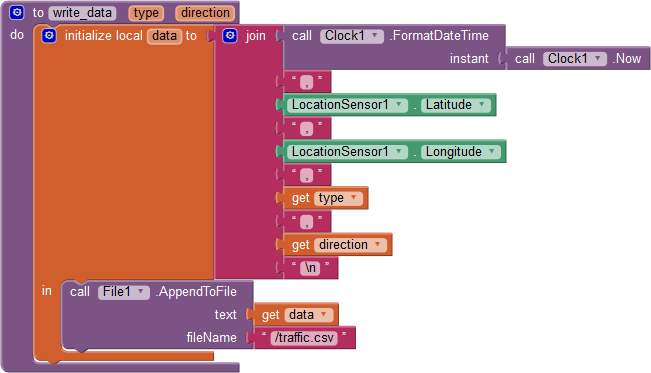 to write_data type direction
do initialize local data to join call Clock1 .FormatDateTime
instant call Clock1 .Now
“ , ”
LocationSensor1 . Latitude
“ , ”
LocationSensor1 . Longitude
“ , ”
get type
“ , ”
get direction
“ \n ”
in call File1 .AppendToFile
text get data
fileName “ /traffic.csv ”